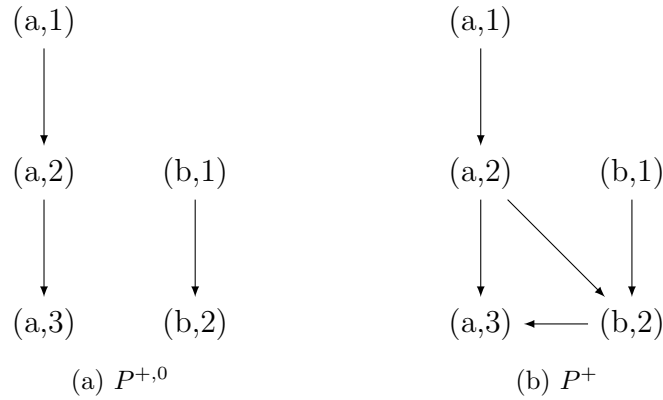 (a,1)
(a,2) (b,1)
(a,3) (b,2)
(a) P^{+,0}
(a,1)
(a,2) (b,1)
(a,3) (b,2)
(b) P^{+}